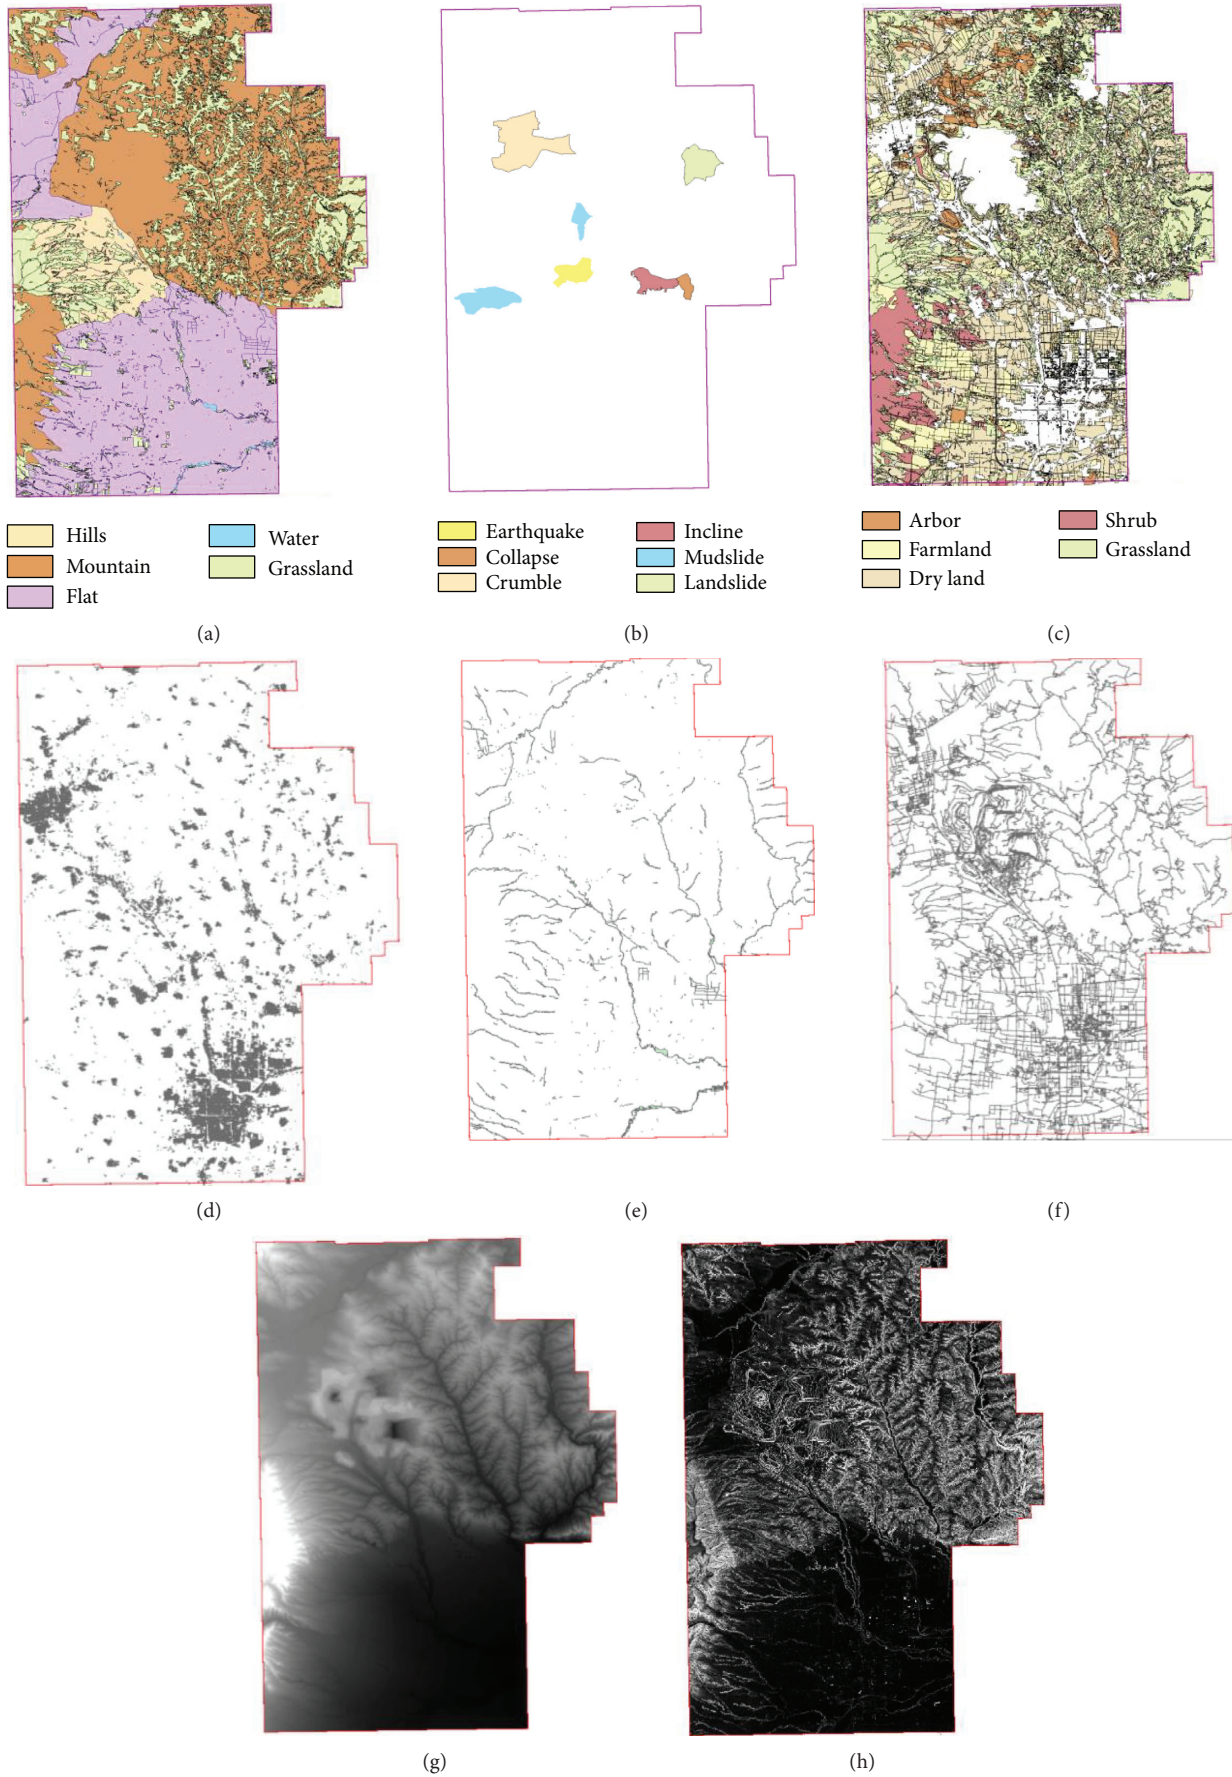 Hills
Water
Mountain
Grassland
Flat
(a)
Earthquake
Incline
Collapse
Mudslide
Crumble
Landslide
(b)
Arbor
Shrub
Farmland
Grassland
Dry land
(c)
(d)
(e)
(f)
(g)
(h)